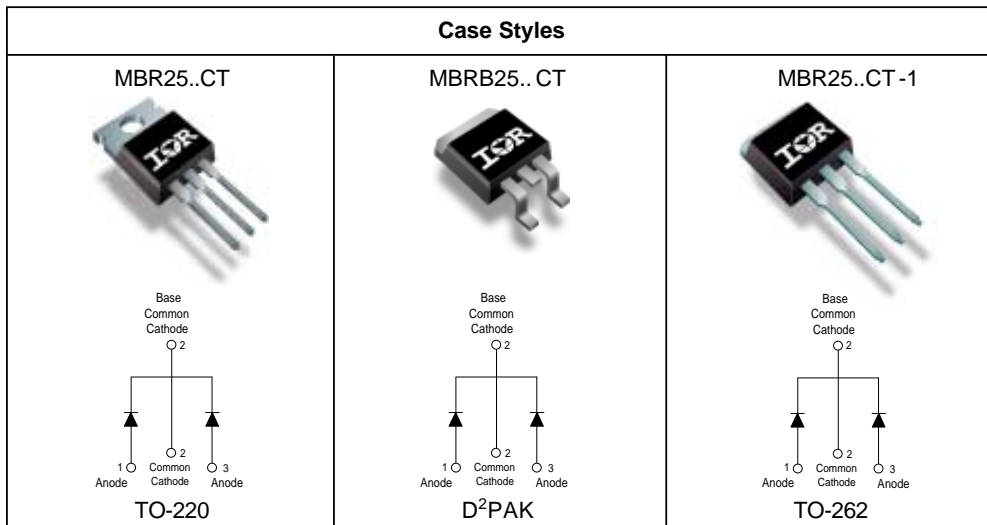 Case Styles
MBR25..CT
IOR
Base
Common
Cathode
2
2
1
Common
3
Anode
Cathode
Anode
TO-220
MBRB25.. CT
IOR
Base
Common
Cathode
2
2
1
Common
3
Anode
Cathode
Anode
D²PAK
MBR25..CT -1
IOR
Base
Common
Cathode
2
2
1
Common
3
Anode
Cathode
Anode
TO-262